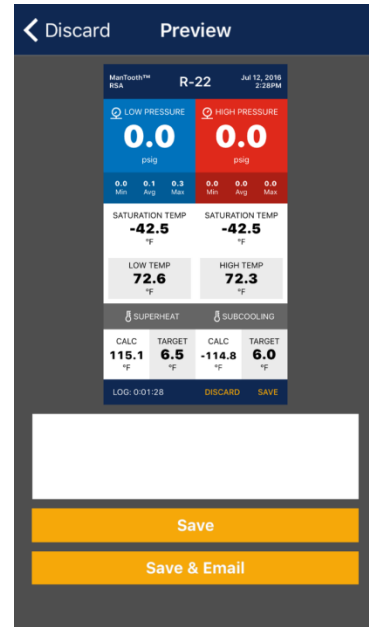 Discard Preview
ManTooth™ R-22 Jul 12, 2016
RSA 2:28PM
LOW PRESSURE HIGH PRESSURE
0.0 0.0
psig psig
0.0 0.1 0.3 0.0 0.0 0.0
Min Avg Max Min Avg Max
SATURATION TEMP SATURATION TEMP
-42.5 -42.5
°F °F
LOW TEMP HIGH TEMP
72.6 72.3
°F °F
SUPERHEAT SUBCOOLING
CALC TARGET CALC TARGET
115.1 6.5 -114.8 6.0
°F °F °F °F
LOG: 0:01:28 DISCARD SAVE
Save
Save & Email